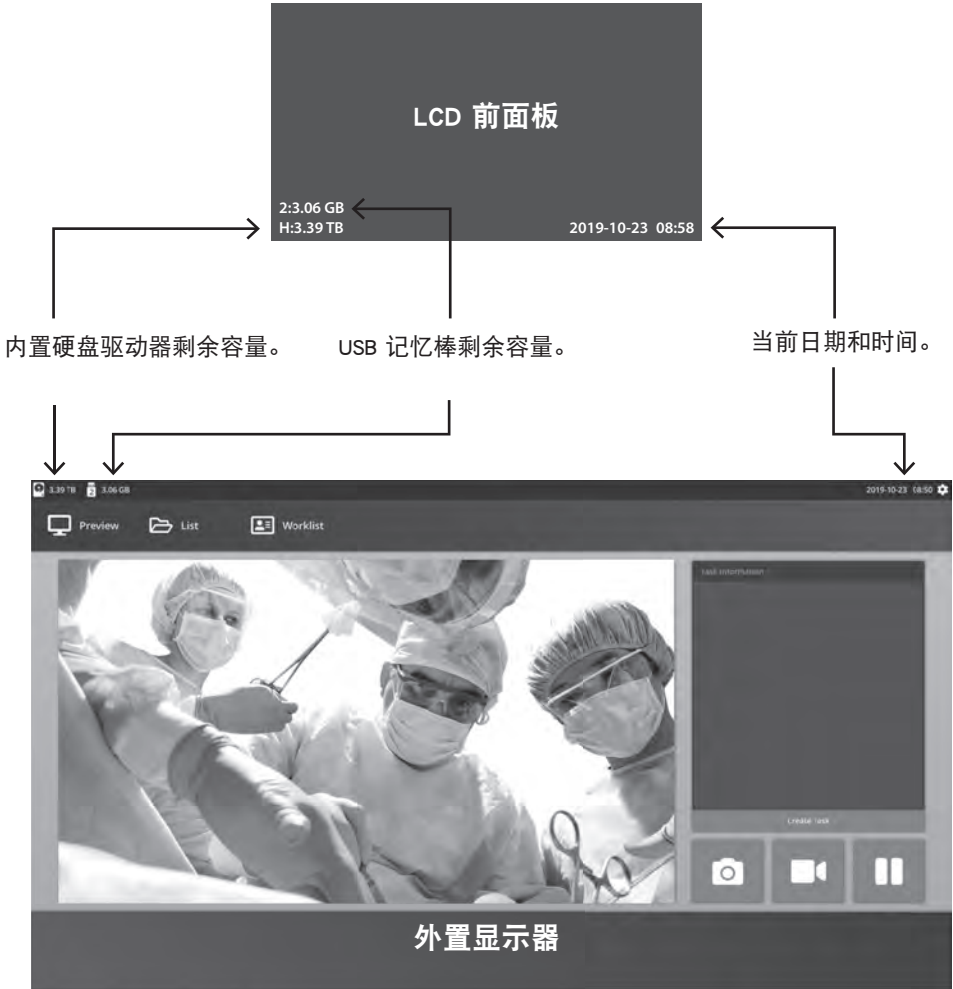 LCD 前面板
2:3.06 GB
H:3.39 TB
2019-10-23 08:58
内置硬盘驱动器剩余容量。
USB 记忆棒剩余容量。
当前日期和时间。
3.39 TB
2
3.06 GB
2019-10-23 08:50
Preview
List
Worklist
Task Information
Create Task
外置显示器